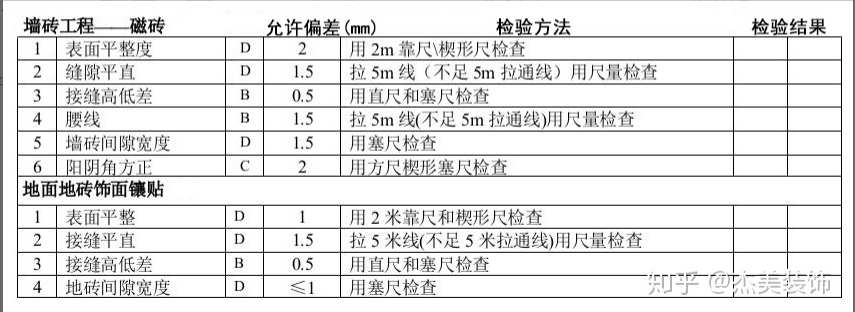 墙砖工程——磁砖 允许偏差(mm) 检验方法 检验结果
1 表面平整度 D 2 用 2m 靠尺\楔形尺检查
2 缝隙平直 D 1.5 拉 5m 线（不足 5m 拉通线）用尺量检查
3 接缝高低差 B 0.5 用直尺和塞尺检查
4 腰线 B 1.5 拉 5m 线(不足 5m 拉通线)用尺量检查
5 墙砖间隙宽度 D 1.5 用塞尺检查
6 阳阴角方正 C 2 用方尺楔形塞尺检查
地面地砖饰面镶贴
1 表面平整 D 1 用 2 米靠尺和楔形尺检查
2 接缝平直 D 1.5 拉 5 米线(不足 5 米拉通线)用尺量检查
3 接缝高低差 B 0.5 用直尺和塞尺检查
4 地砖间隙宽度 D ≤1 用塞尺检查
知乎 @杰美装饰